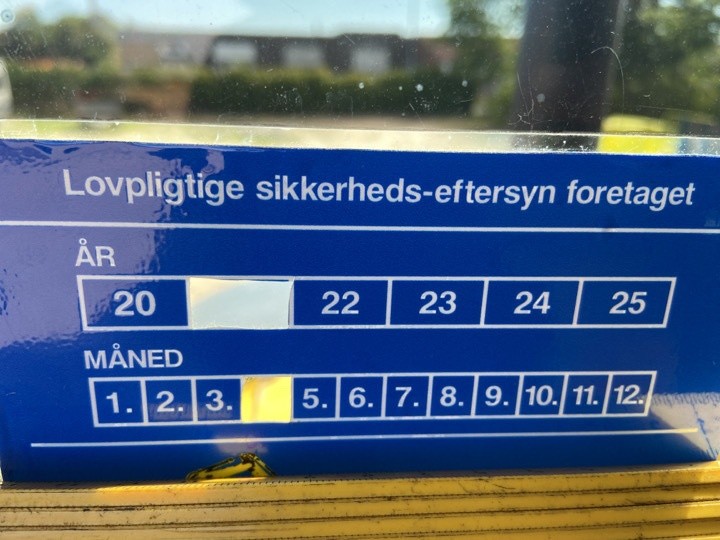 Lovpligtige sikkerheds-eftersyn foretaget
ÅR
20 22 23 24 25
MÅNED
1. 2. 3. 5. 6. 7. 8. 9. 10. 11. 12.